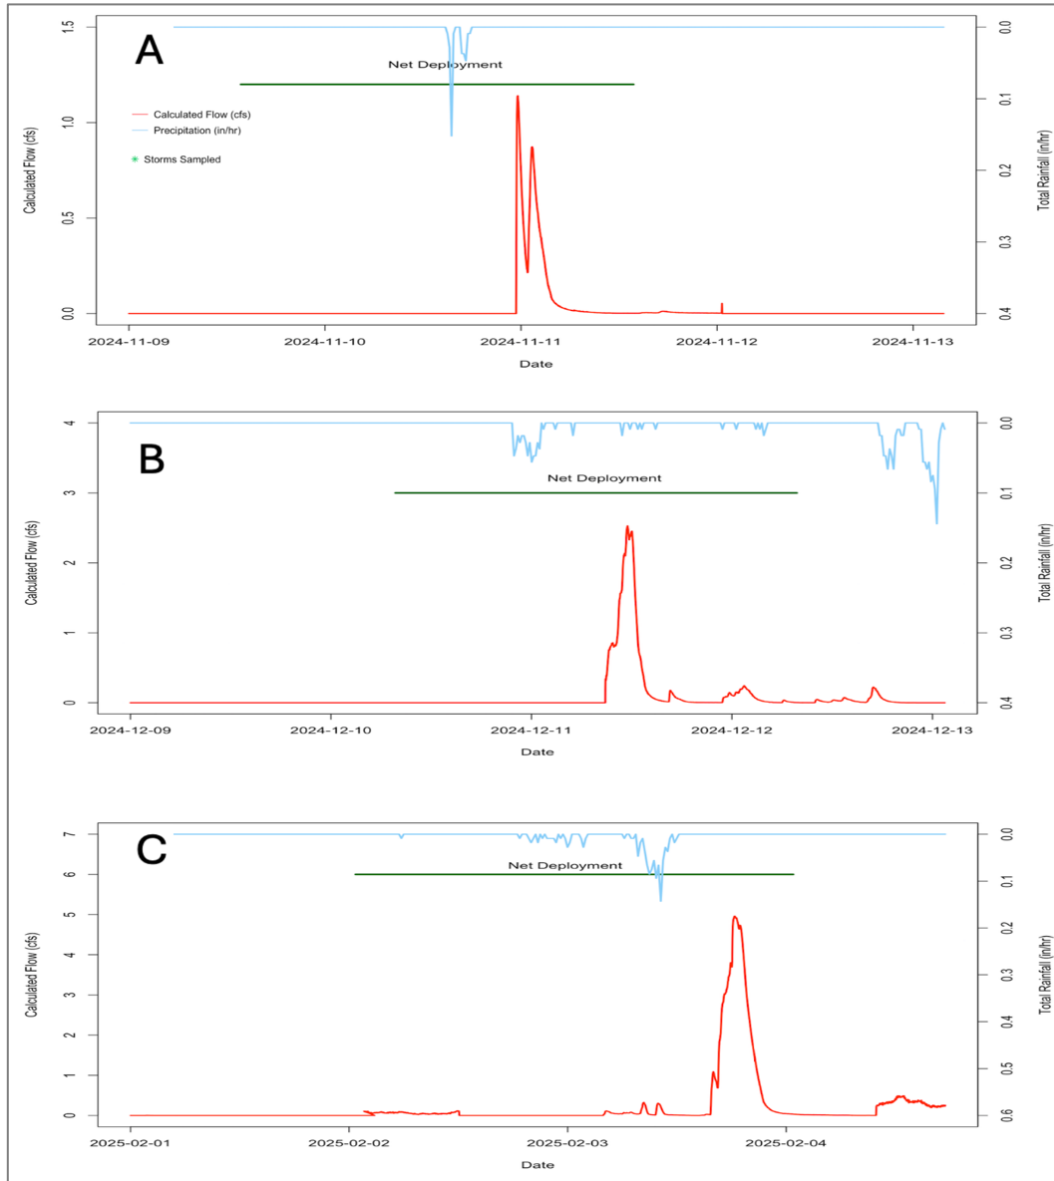 A
Net Deployment
Calculated Flow (cfs)
Precipitation (in/hr)
Storms Sampled
Calculated Flow (cfs)
0.0 0.5 1.0 1.5
Total Rainfall (in/hr)
0.0 0.1 0.2 0.3 0.4
2024-11-09 2024-11-10 2024-11-11 2024-11-12 2024-11-13
Date
B
Net Deployment
Calculated Flow (cfs)
0 1 2 3 4
Total Rainfall (in/hr)
0.0 0.1 0.2 0.3 0.4
2024-12-09 2024-12-10 2024-12-11 2024-12-12 2024-12-13
Date
C
Net Deployment
Calculated Flow (cfs)
0 1 2 3 4 5 6 7
Total Rainfall (in/hr)
0.0 0.1 0.2 0.3 0.4 0.5 0.6
2025-02-01 2025-02-02 2025-02-03 2025-02-04
Date